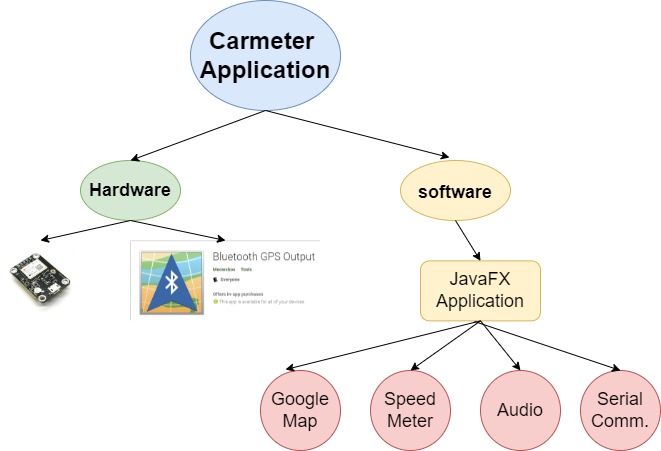 Carmeter
Application
Hardware
software
Bluetooth GPS Output
Meowsbox Tools
Everyone
Offers in-app purchases
This app is available for all of your devices
JavaFX
Application
Google
Map
Speed
Meter
Audio
Serial
Comm.